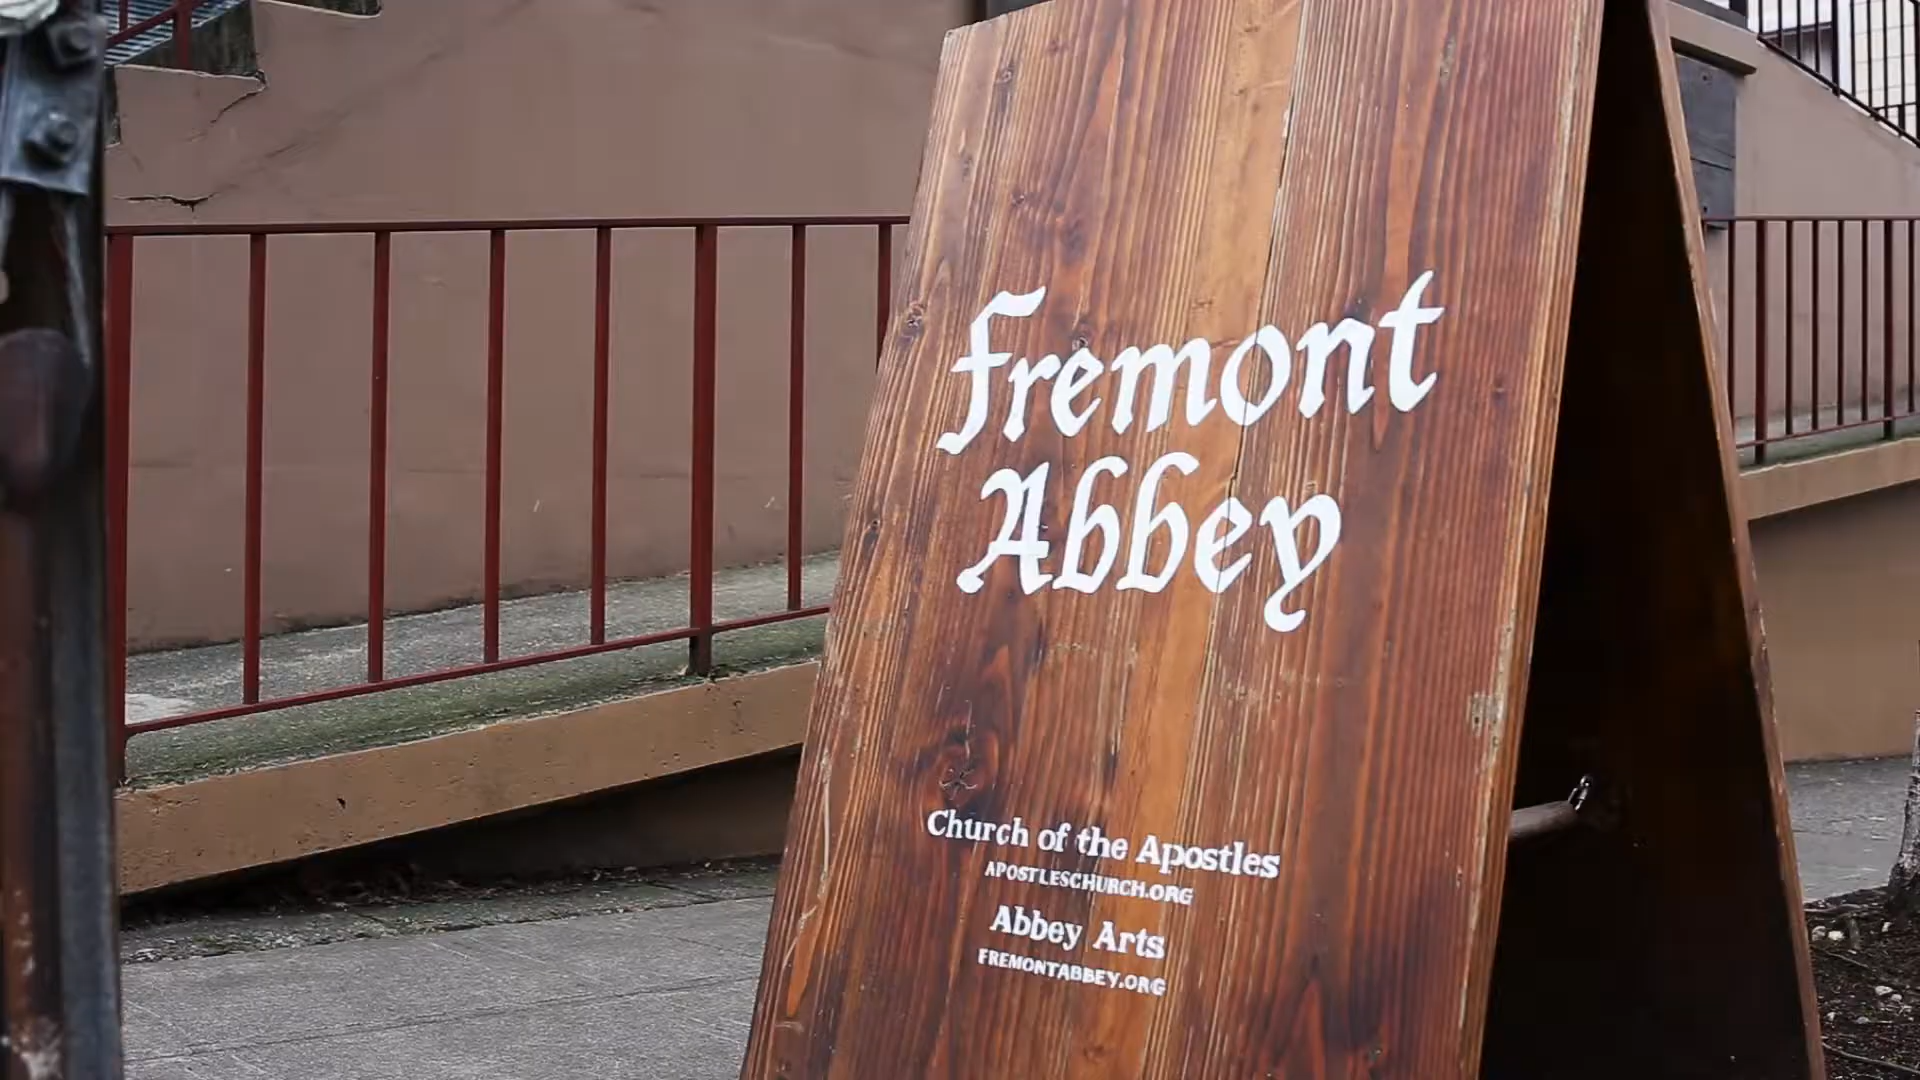 Fremont
Abbey
Church of the Apostles
APOSTLESCHURCH.ORG
Abbey Arts
FREMONTABBEY.ORG